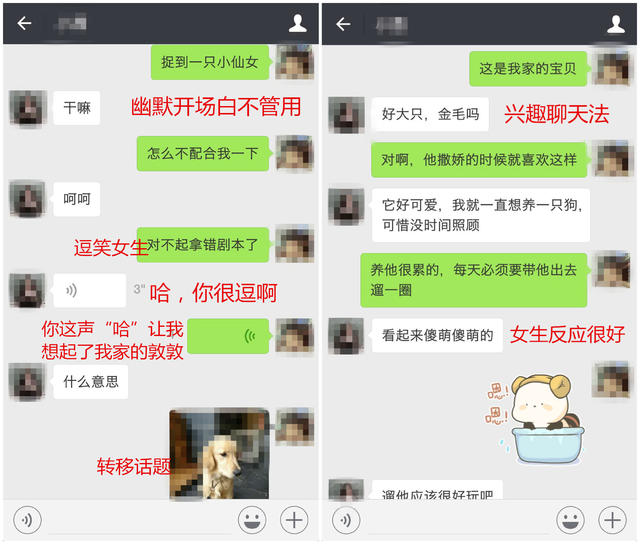 捉到一只小仙女
干嘛
幽默开场白不管用
怎么不配合我一下
呵呵
逗笑女生
对不起拿错剧本了
3"
哈，你很逗啊
你这声“哈”让我
想起了我家的敦敦
什么意思
转移话题
这是我家的宝贝
好大只，金毛吗
兴趣聊天法
对啊，他撒娇的时候就喜欢这样
它好可爱，我就一直想养一只狗，
可惜没时间照顾
养他很累的，每天必须要带他出去
遛一圈
看起来傻萌傻萌的
女生反应很好
遛他应该很好玩吧